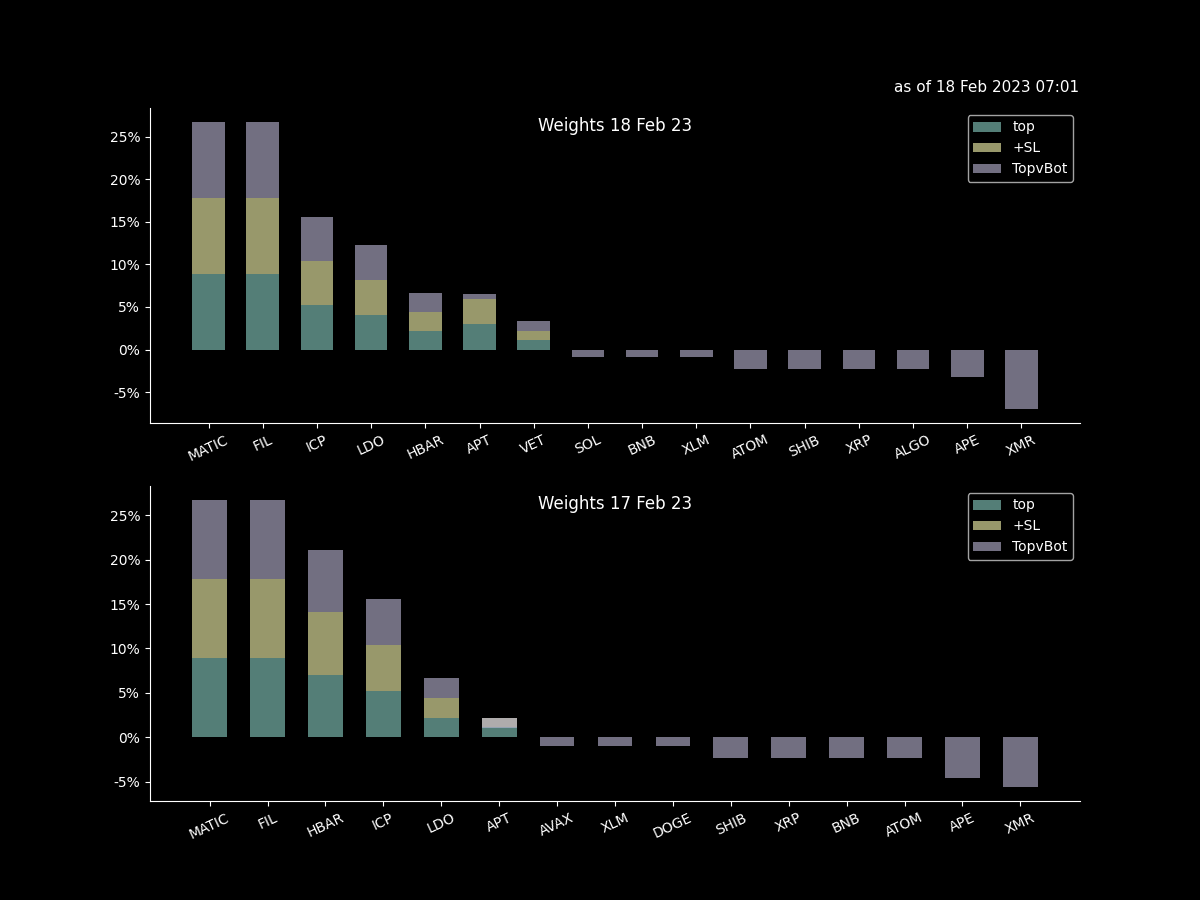 as of 18 Feb 2023 07:01
Weights 18 Feb 23
top
+SL
TopvBot
25%
20%
15%
10%
5%
0%
-5%
MATIC FIL ICP LDO HBAR APT VET SOL BNB XLM ATOM SHIB XRP ALGO APE XMR
Weights 17 Feb 23
top
+SL
TopvBot
25%
20%
15%
10%
5%
0%
-5%
MATIC FIL HBAR ICP LDO APT AVAX XLM DOGE SHIB XRP BNB ATOM APE XMR